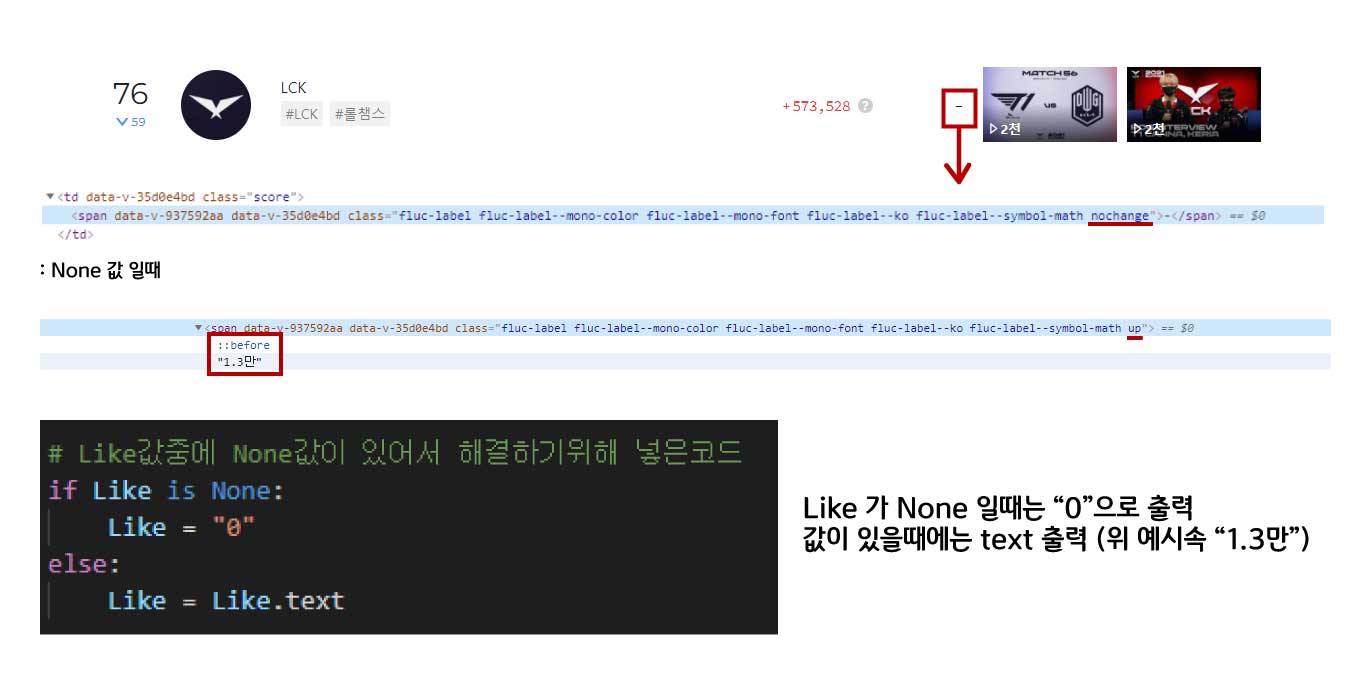 76
59
LCK
#LCK #롤챔스
+573,528 ?
-
MATCH 56
VS
2천
2021
2천
<td data-v-35d0e4bd class="score">
<span data-v-937592aa data-v-35d0e4bd class="fluc-label fluc-label--mono-color fluc-label--mono-font fluc-label--ko fluc-label--symbol-math nochange">-</span> == $0
</td>
: None 값 일때
<span data-v-937592aa data-v-35d0e4bd class="fluc-label fluc-label--mono-color fluc-label--mono-font fluc-label--ko fluc-label--symbol-math up"> == $0
::before
"1.3만"
# Like값중에 None값이 있어서 해결하기위해 넣은코드
if Like is None:
Like = "0"
else:
Like = Like.text
Like 가 None 일때는 “0”으로 출력
값이 있을때에는 text 출력 (위 예시속 “1.3만”)